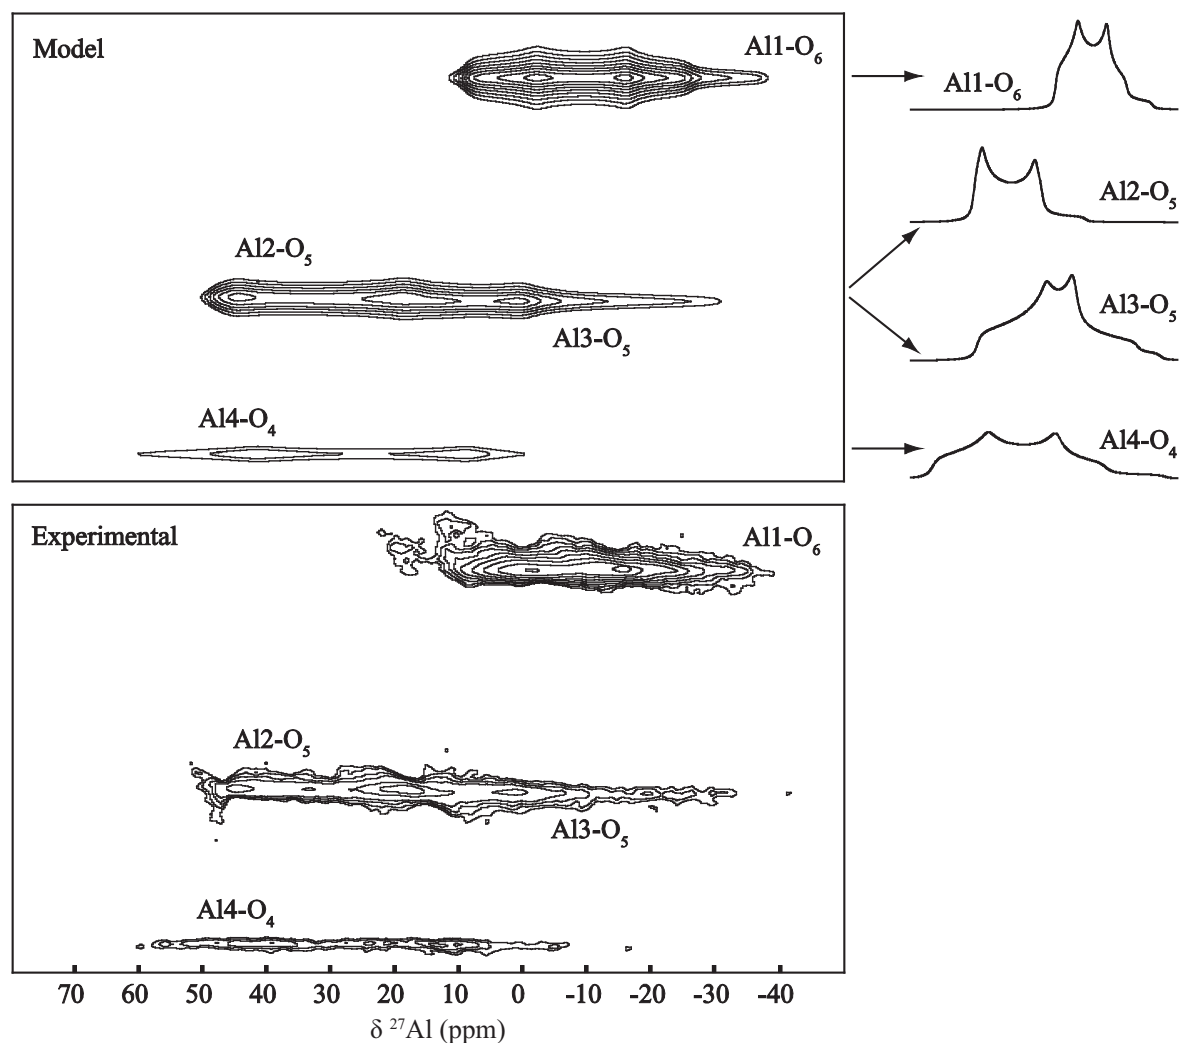 Model
Al1-O₆
Al1-O₆
Al2-O₅
Al2-O₅
Al3-O₅
Al3-O₅
Al4-O₄
Al4-O₄
Experimental
Al1-O₆
Al2-O₅
Al3-O₅
Al4-O₄
70 60 50 40 30 20 10 0 -10 -20 -30 -40
δ ²⁷Al (ppm)